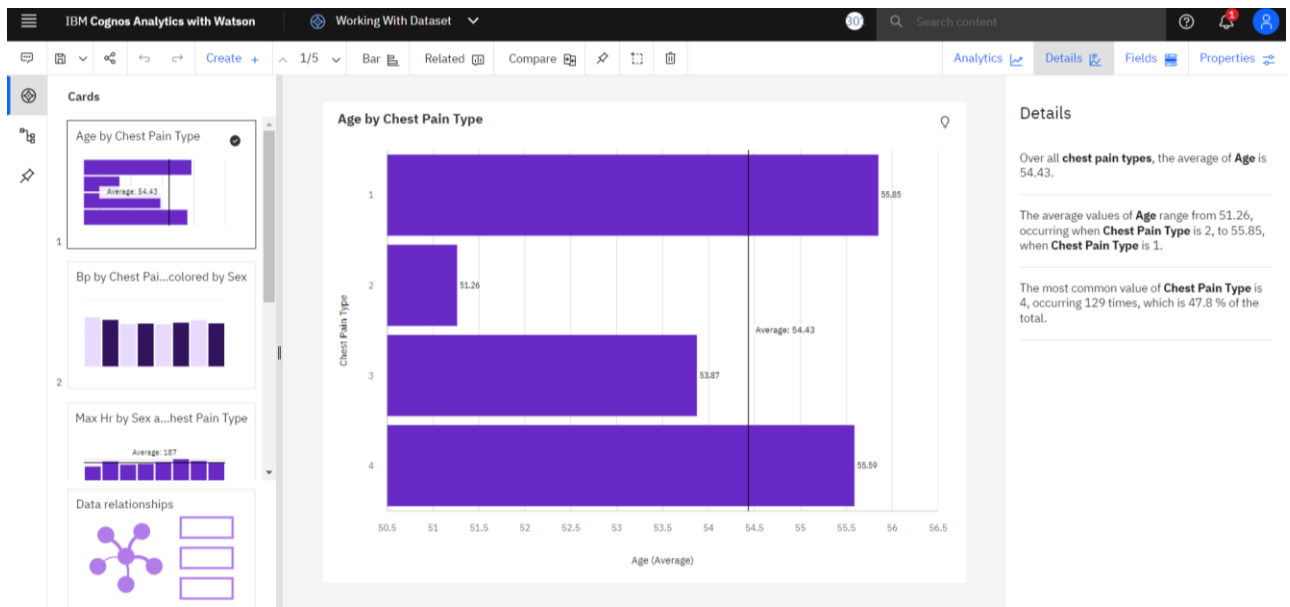 IBM Cognos Analytics with Watson
Working With Dataset
30
Search content
1
Create +
1/5
Bar
Related
Compare
Analytics
Details
Fields
Properties
Cards
Age by Chest Pain Type
Average: 54.43
1
Bp by Chest Pai...colored by Sex
2
Max Hr by Sex a...hest Pain Type
Average: 187
Data relationships
Age by Chest Pain Type
Chest Pain Type
1
55.85
2
51.26
Average: 54.43
3
53.87
4
55.59
50.5 51 51.5 52 52.5 53 53.5 54 54.5 55 55.5 56 56.5
Age (Average)
Details
Over all chest pain types, the average of Age is
54.43.
The average values of Age range from 51.26,
occurring when Chest Pain Type is 2, to 55.85,
when Chest Pain Type is 1.
The most common value of Chest Pain Type is
4, occurring 129 times, which is 47.8 % of the
total.